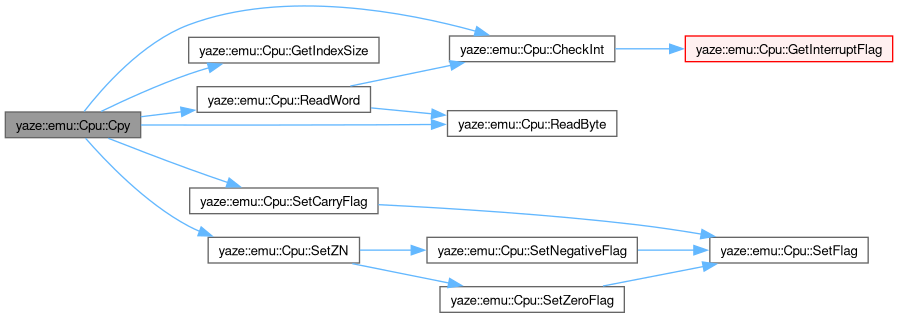 yaze::emu::Cpu::Cpy
yaze::emu::Cpu::GetIndexSize
yaze::emu::Cpu::CheckInt
yaze::emu::Cpu::GetInterruptFlag
yaze::emu::Cpu::ReadWord
yaze::emu::Cpu::ReadByte
yaze::emu::Cpu::SetCarryFlag
yaze::emu::Cpu::SetZN
yaze::emu::Cpu::SetNegativeFlag
yaze::emu::Cpu::SetFlag
yaze::emu::Cpu::SetZeroFlag